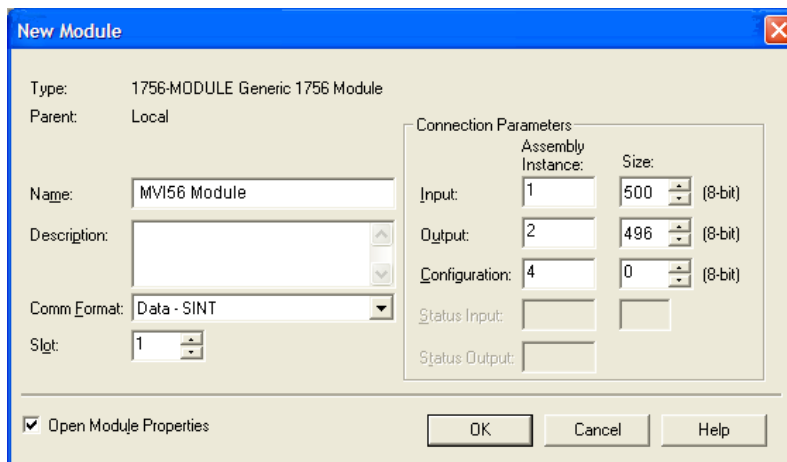 New Module
Type: 1756-MODULE Generic 1756 Module
Parent: Local
Connection Parameters
Assembly Instance: Size:
Name: MVI56 Module
Input: 1 500 (8-bit)
Description:
Output: 2 496 (8-bit)
Configuration: 4 0 (8-bit)
Comm Format: Data - SINT
Status Input:
Slot: 1
Status Output:
Open Module Properties
OK Cancel Help